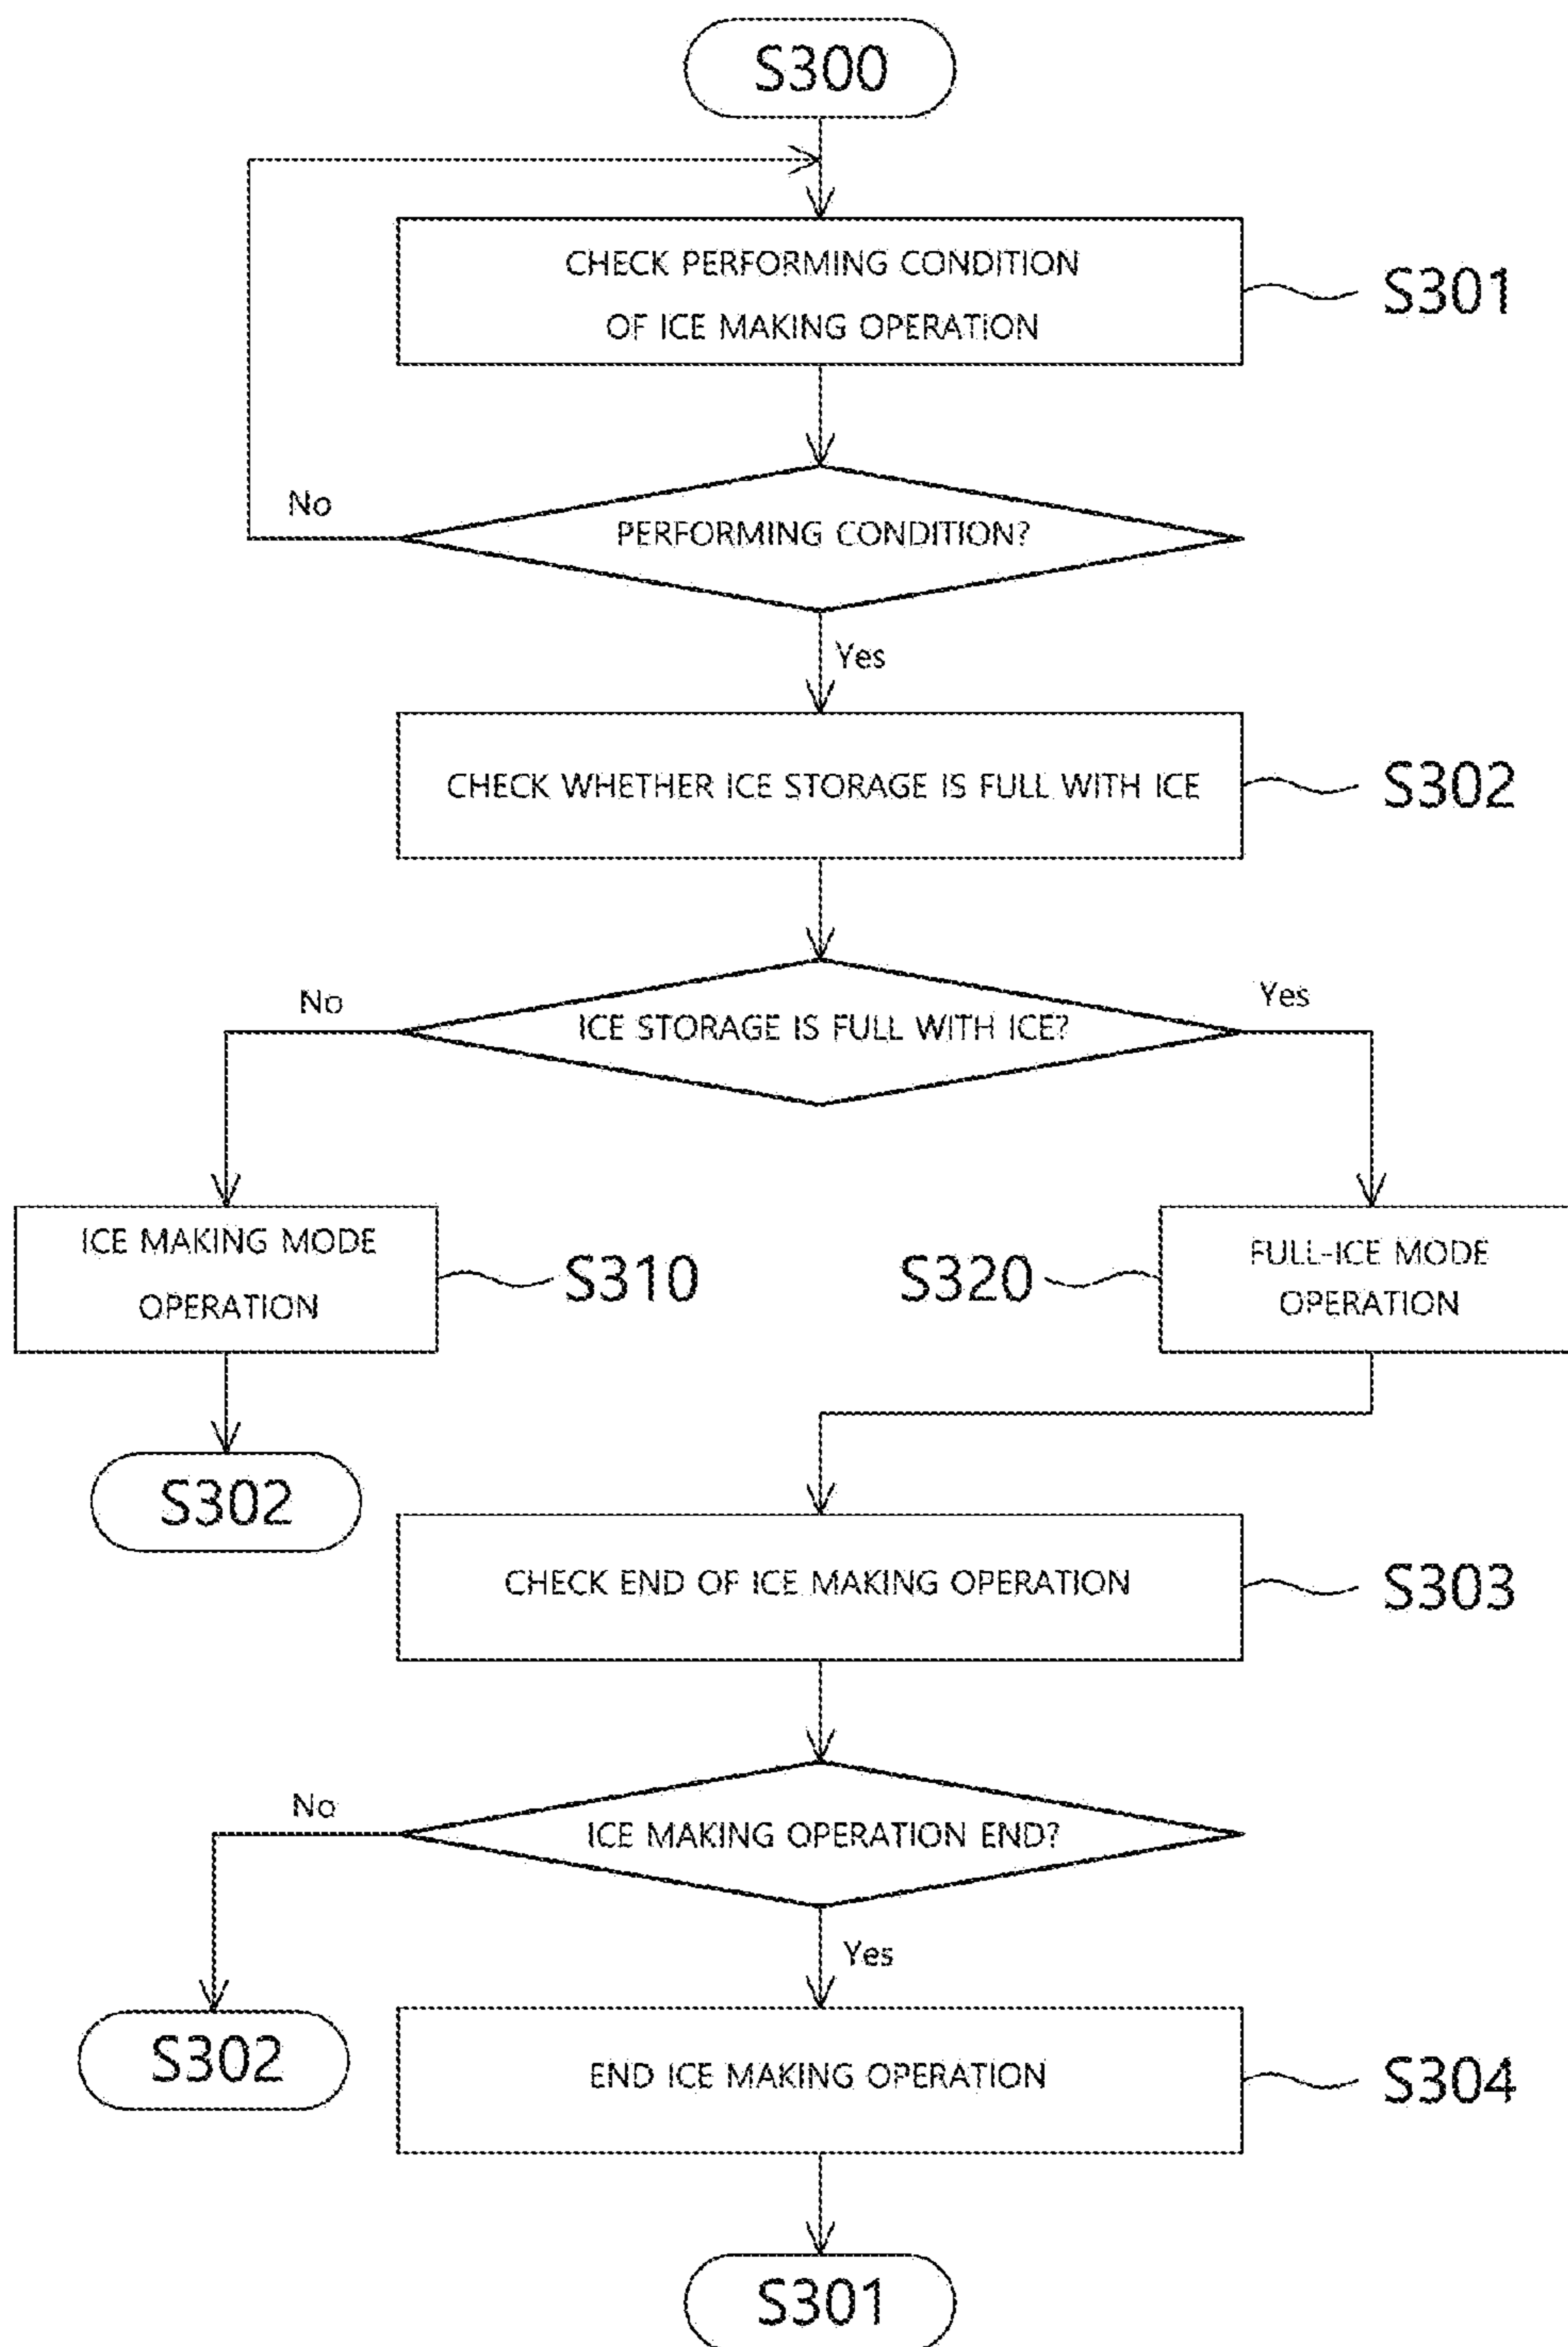 S300
CHECK PERFORMING CONDITION
OF ICE MAKING OPERATION
S301
No
PERFORMING CONDITION?
Yes
CHECK WHETHER ICE STORAGE IS FULL WITH ICE
S302
No
ICE STORAGE IS FULL WITH ICE?
Yes
ICE MAKING MODE
OPERATION
S310
S320
FULL-ICE MODE
OPERATION
S302
CHECK END OF ICE MAKING OPERATION
S303
No
ICE MAKING OPERATION END?
Yes
S302
END ICE MAKING OPERATION
S304
S301